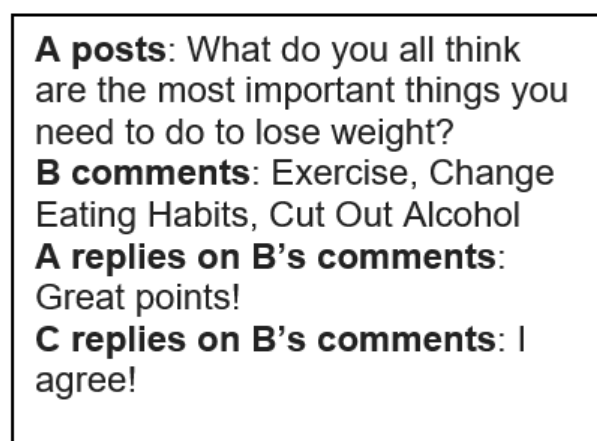 A posts: What do you all think
are the most important things you
need to do to lose weight?
B comments: Exercise, Change
Eating Habits, Cut Out Alcohol
A replies on B’s comments:
Great points!
C replies on B’s comments: I
agree!